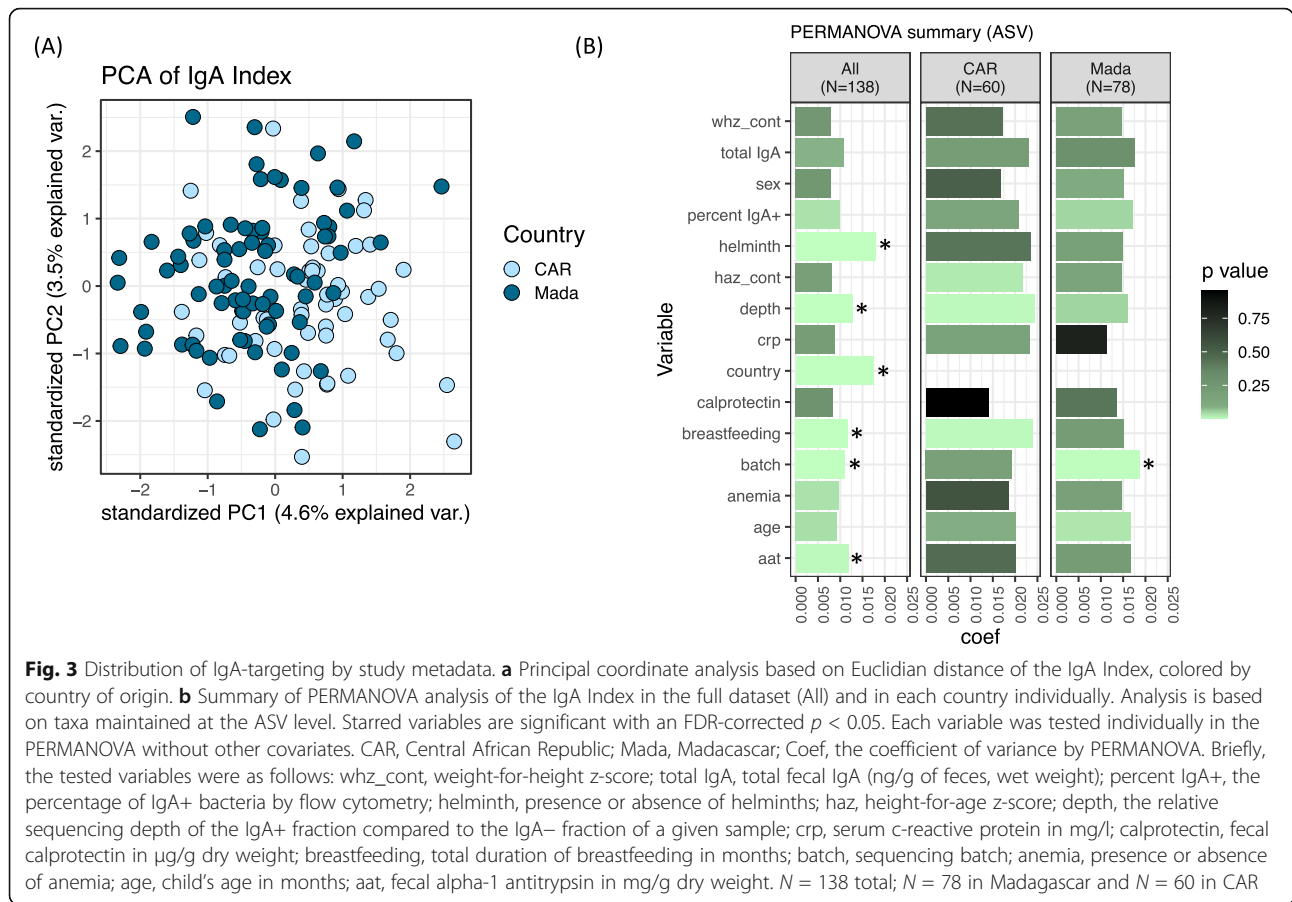 (A)
PCA of IgA Index
standardized PC2 (3.5% explained var.)
2
1
0
−1
−2
−2
−1
0
1
2
standardized PC1 (4.6% explained var.)
Country
CAR
Mada
(B)
PERMANOVA summary (ASV)
All
(N=138)
CAR
(N=60)
Mada
(N=78)
Variable
whz_cont
total IgA
sex
percent IgA+
helminth
*
haz_cont
depth
*
crp
country
*
calprotectin
breastfeeding
*
batch
*
*
anemia
age
aat
*
0.000
0.005
0.010
0.015
0.020
0.025
0.000
0.005
0.010
0.015
0.020
0.025
0.000
0.005
0.010
0.015
0.020
0.025
coef
p value
0.75
0.50
0.25
Fig. 3 Distribution of IgA-targeting by study metadata. a Principal coordinate analysis based on Euclidian distance of the IgA Index, colored by
country of origin. b Summary of PERMANOVA analysis of the IgA Index in the full dataset (All) and in each country individually. Analysis is based
on taxa maintained at the ASV level. Starred variables are significant with an FDR-corrected p < 0.05. Each variable was tested individually in the
PERMANOVA without other covariates. CAR, Central African Republic; Mada, Madacascar; Coef, the coefficient of variance by PERMANOVA. Briefly,
the tested variables were as follows: whz_cont, weight-for-height z-score; total IgA, total fecal IgA (ng/g of feces, wet weight); percent IgA+, the
percentage of IgA+ bacteria by flow cytometry; helminth, presence or absence of helminths; haz, height-for-age z-score; depth, the relative
sequencing depth of the IgA+ fraction compared to the IgA− fraction of a given sample; crp, serum c-reactive protein in mg/l; calprotectin, fecal
calprotectin in μg/g dry weight; breastfeeding, total duration of breastfeeding in months; batch, sequencing batch; anemia, presence or absence
of anemia; age, child's age in months; aat, fecal alpha-1 antitrypsin in mg/g dry weight. N = 138 total; N = 78 in Madagascar and N = 60 in CAR